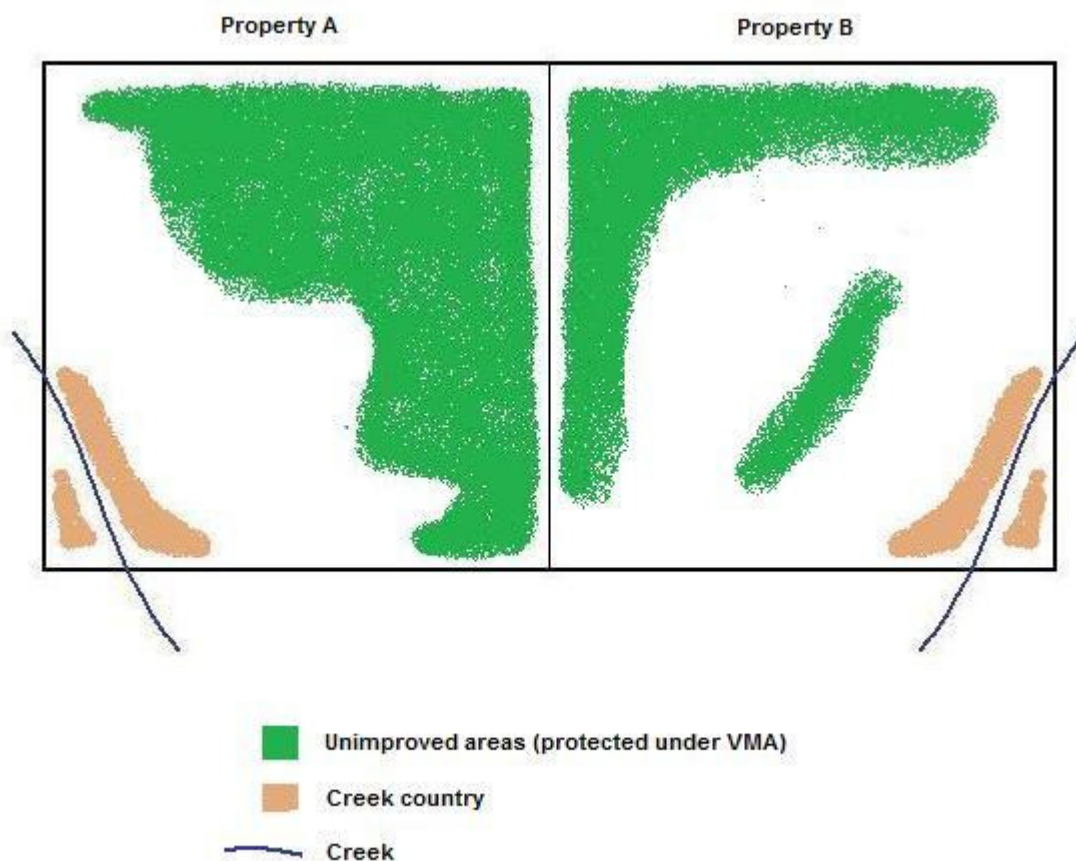 Property A
Property B
Unimproved areas (protected under VMA)
Creek country
Creek